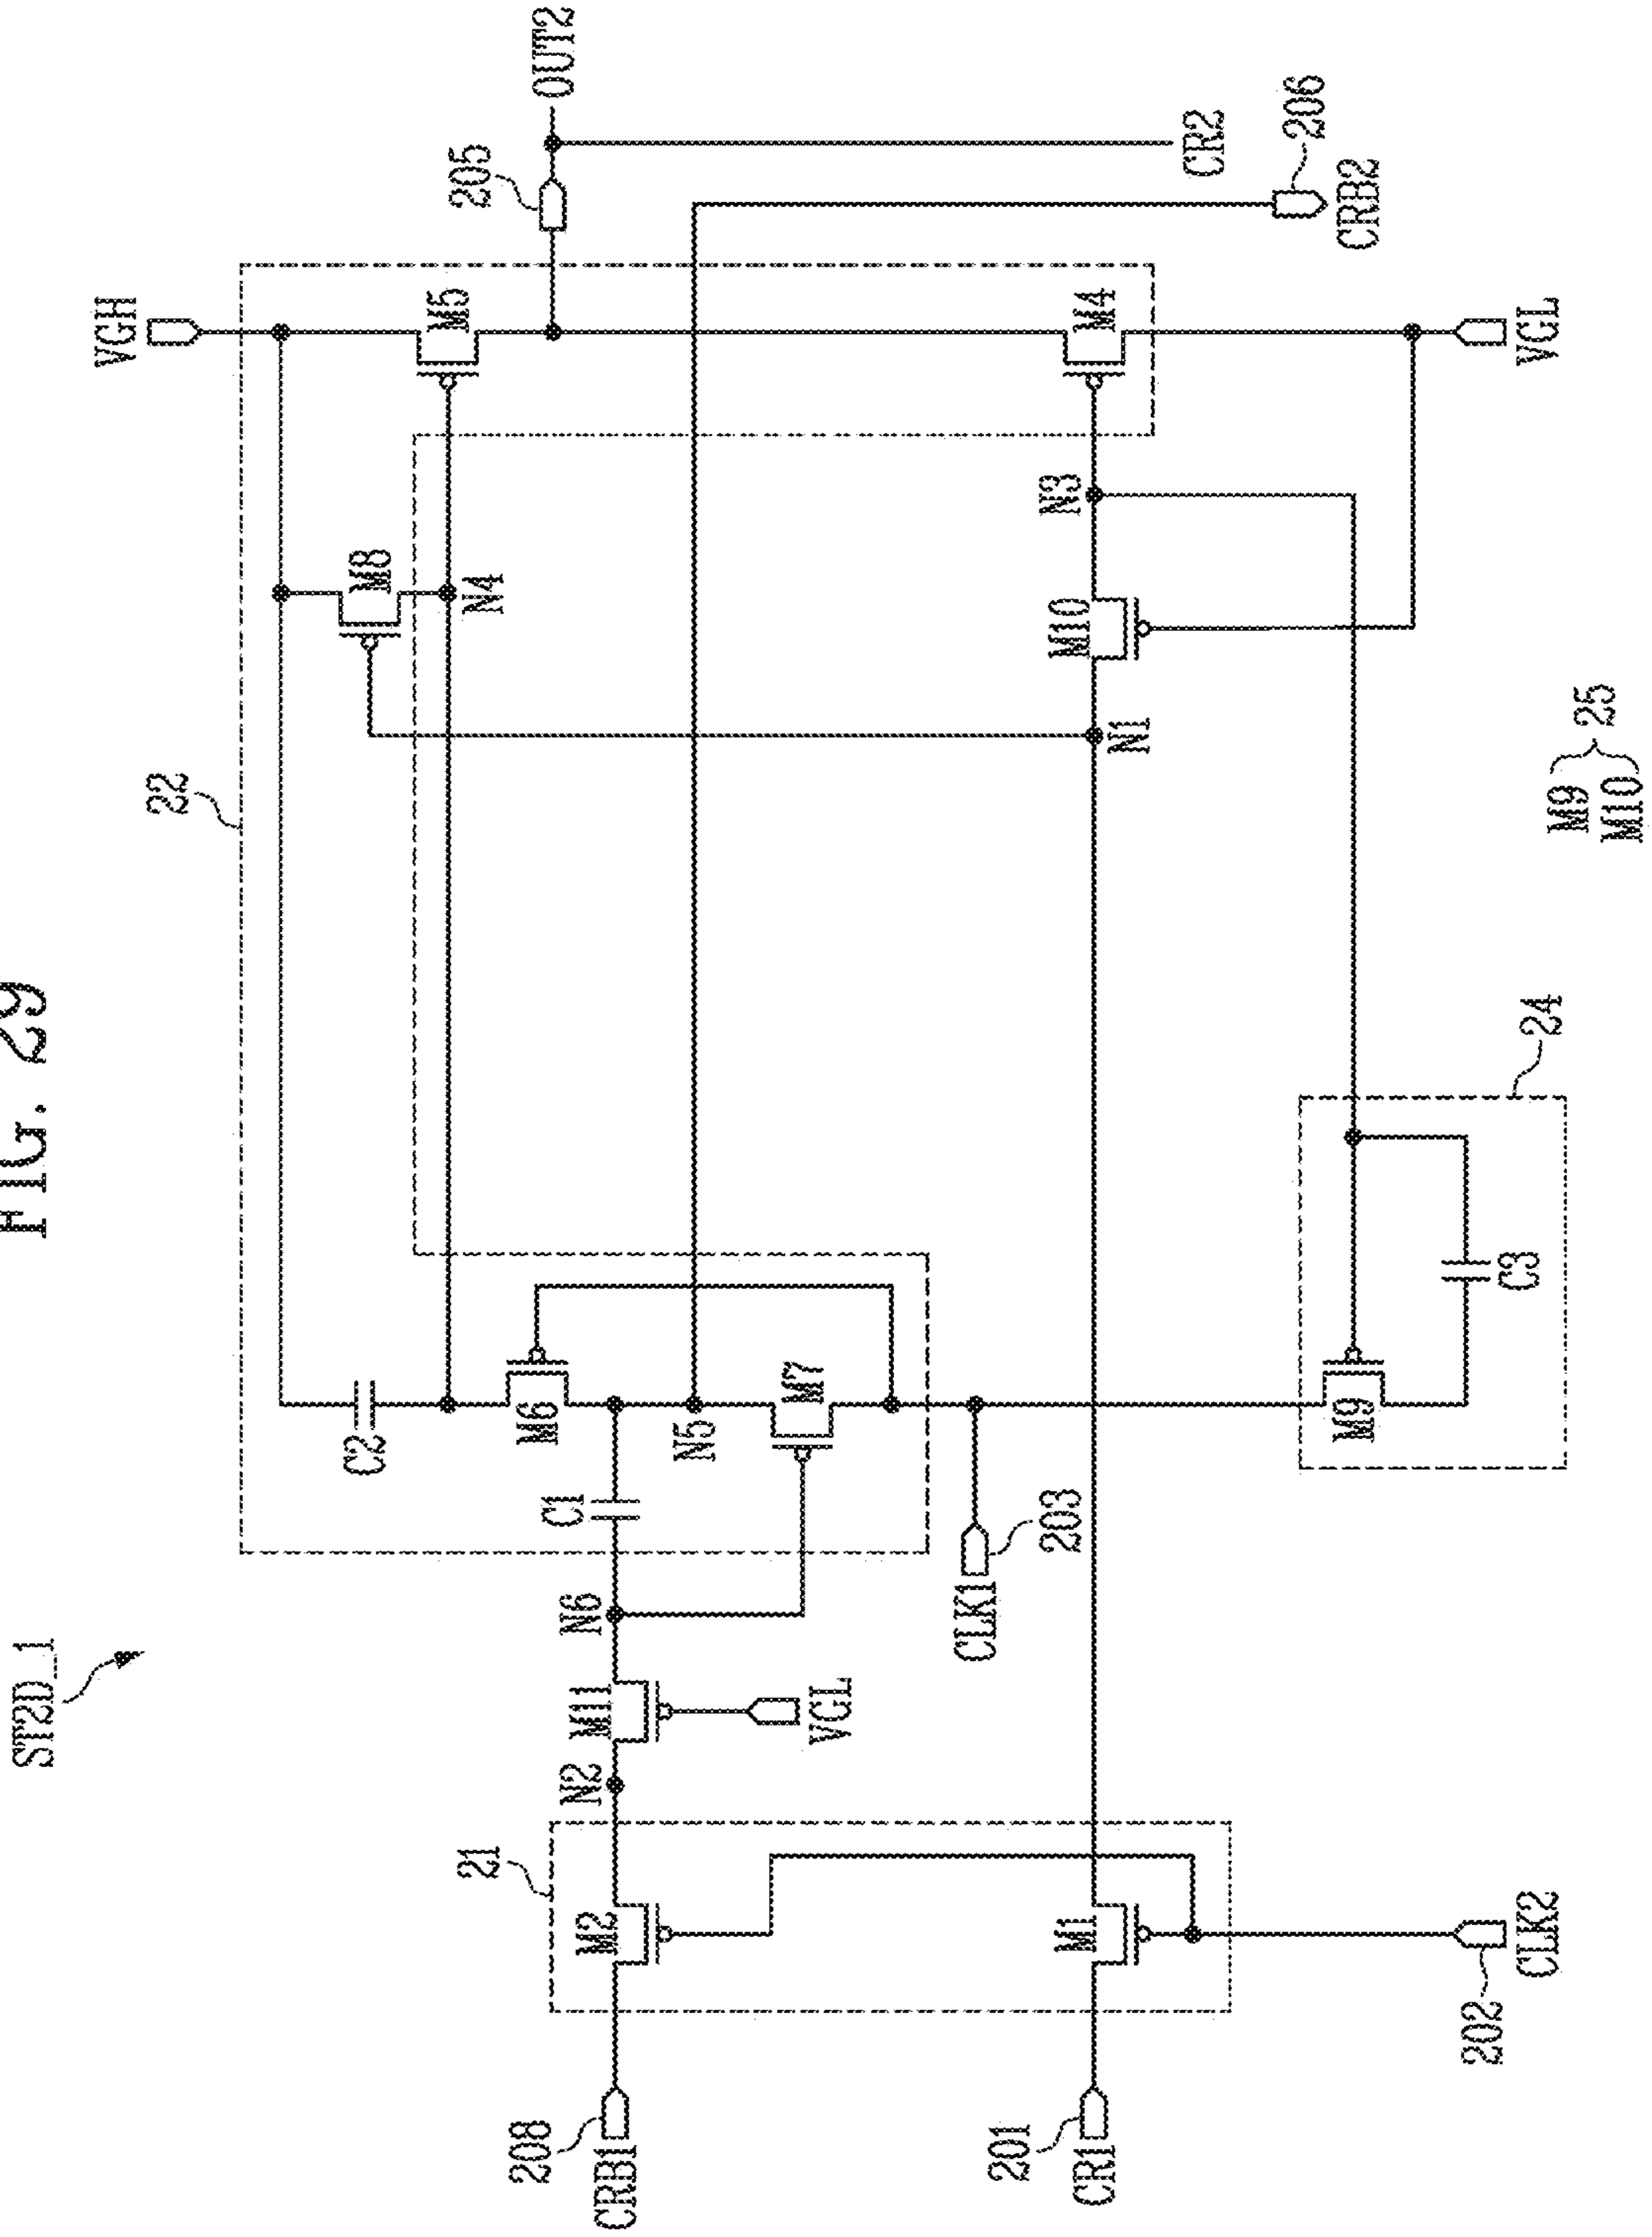 FIG. 29
ST2D_1
VGH
22
M5
205
OUT2
M8
N4
C2
M6
C1
N5
M7
N6
M11
VGL
N2
21
M2
208
CRB1
CLK1
203
M1
201
CR1
202
CLK2
N1
M10
N3
M4
VGL
CR2
206
CRB2
M9
C3
24
M9
M10
25